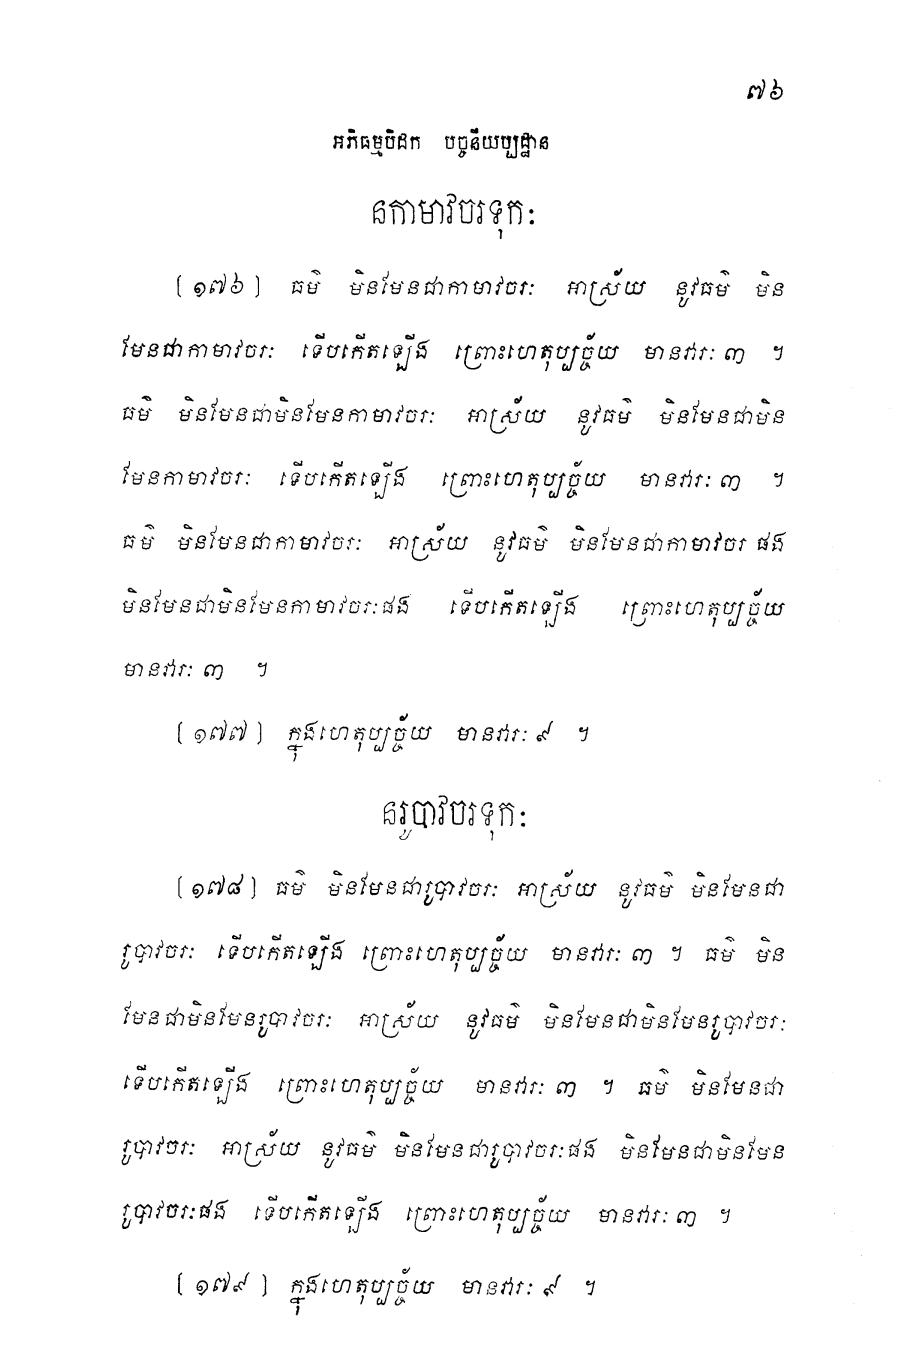 ៧៦
អភិធម្មបិដក បច្ចនីយប្បដ្ឋាន
នកាមាវចរទុកៈ
[១៧៦] ធម៌ មិនមែនជាកាមាវចរៈ អាស្រ័យ នូវធម៌ មិន
មែនជាកាមាវចរៈ ទើបកើតឡើង ព្រោះហេតុប្បច្ច័យ មានវារៈ ៣ ។
ធម៌ មិនមែនជាមិនមែនកាមាវចរៈ អាស្រ័យ នូវធម៌ មិនមែនជាមិន
មែនកាមាវចរៈ ទើបកើតឡើង ព្រោះហេតុប្បច្ច័យ មានវារៈ ៣ ។
ធម៌ មិនមែនជាកាមាវចរៈ អាស្រ័យ នូវធម៌ មិនមែនជាកាមាវចរ ផង
មិនមែនជាមិនមែនកាមាវចរៈផង ទើបកើតឡើង ព្រោះហេតុប្បច្ច័យ
មានវារៈ ៣ ។
[១៧៧] ក្នុងហេតុប្បច្ច័យ មានវារៈ ៩ ។
នរូបាវចរទុកៈ
[១៧៨] ធម៌ មិនមែនជារូបាវចរៈ អាស្រ័យ នូវធម៌ មិនមែនជា
រូបាវចរៈ ទើបកើតឡើង ព្រោះហេតុប្បច្ច័យ មានវារៈ ៣ ។ ធម៌ មិន
មែនជាមិនមែនរូបាវចរៈ អាស្រ័យ នូវធម៌ មិនមែនជាមិនមែនរូបាវចរៈ
ទើបកើតឡើង ព្រោះហេតុប្បច្ច័យ មានវារៈ ៣ ។ ធម៌ មិនមែនជា
រូបាវចរៈ អាស្រ័យ នូវធម៌ មិនមែនជារូបាវចរៈផង មិនមែនជាមិនមែន
រូបាវចរៈផង ទើបកើតឡើង ព្រោះហេតុប្បច្ច័យ មានវារៈ ៣ ។
[១៧៩] ក្នុងហេតុប្បច្ច័យ មានវារៈ ៩ ។